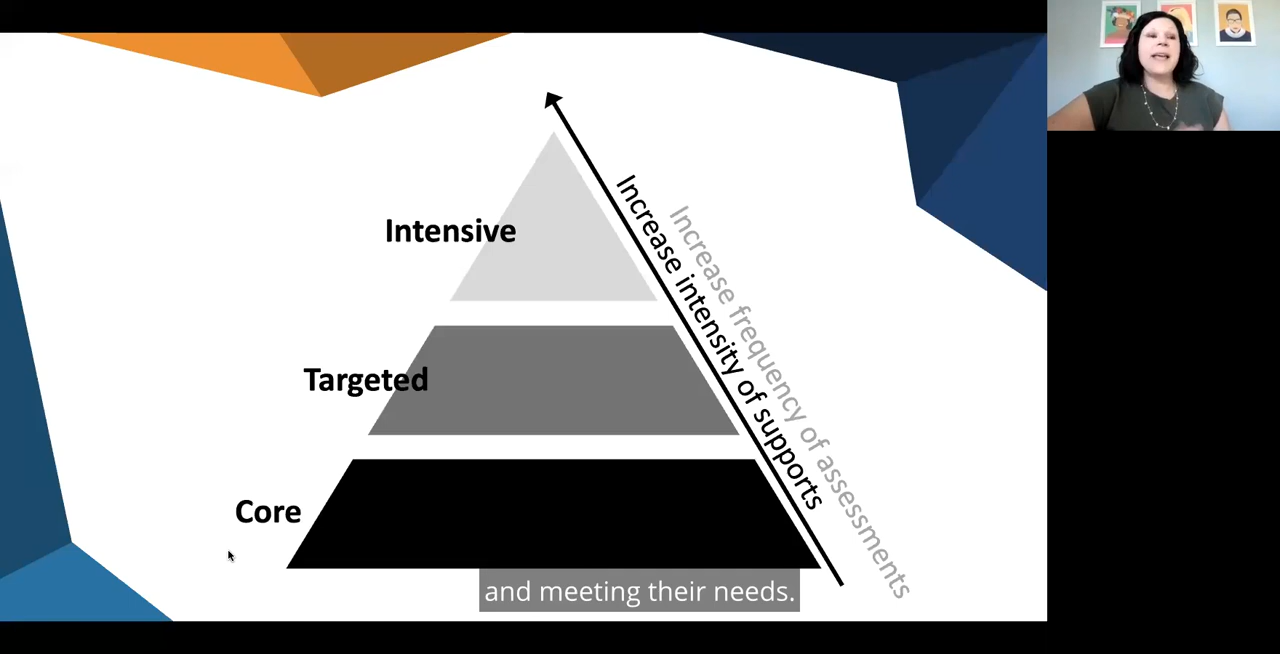 Intensive
Targeted
Core
Increase intensity of supports
Increase frequency of assessments
and meeting their needs.